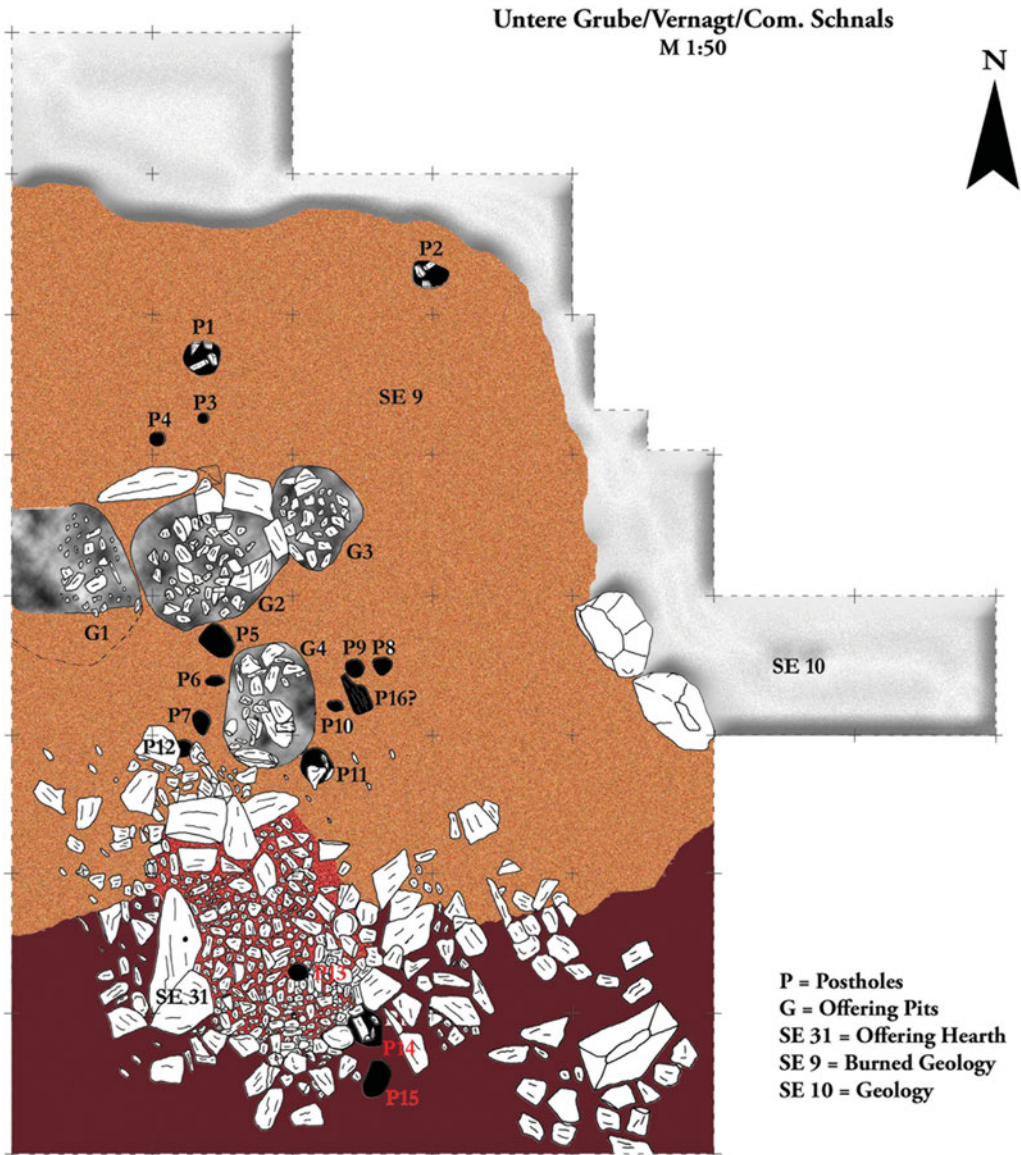 Untere Grube/Vernagt/Com. Schnals
M 1:50
N
P2
P1
P3
SE 9
P4
G3
G2
G1
P5
G4
P9
P8
P6
P16?
SE 10
P10
P7
P12
P11
P13
SE 31
P14
P15
P = Postholes
G = Offering Pits
SE 31 = Offering Hearth
SE 9 = Burned Geology
SE 10 = Geology